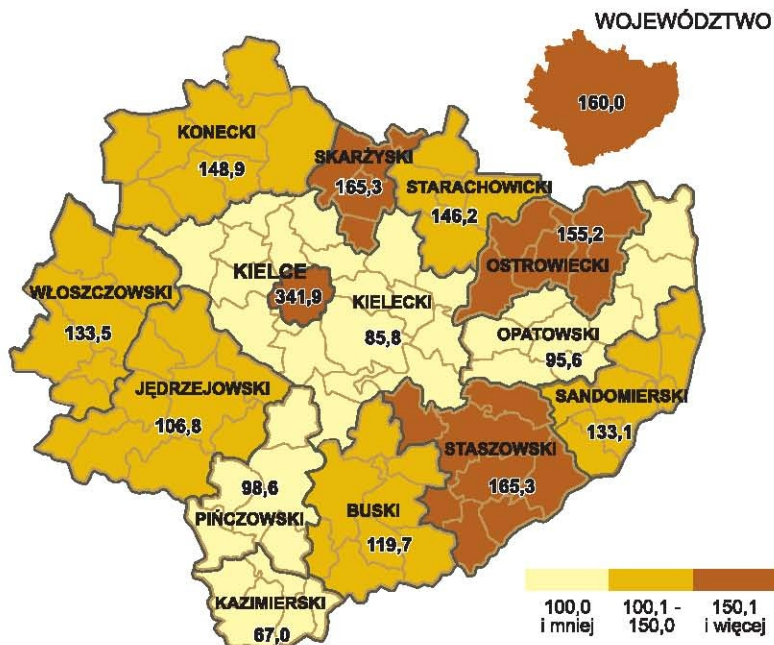 WOJEWÓDZTWO
160,0
KONECKI
148,9
SKARŻYSKI
165,3
STARACHOWICKI
146,2
155,2
OSTROWIECKI
KIELCE
341,9
KIELECKI
85,8
WŁOSZCZOWSKI
133,5
OPATOWSKI
95,6
JĘDRZEJOWSKI
106,8
SANDOMIERSKI
133,1
STASZOWSKI
165,3
98,6
PIŃCZOWSKI
BUSKI
119,7
KAZIMIERSKI
67,0
100,0
i mniej
100,1 -
150,0
150,1
i więcej